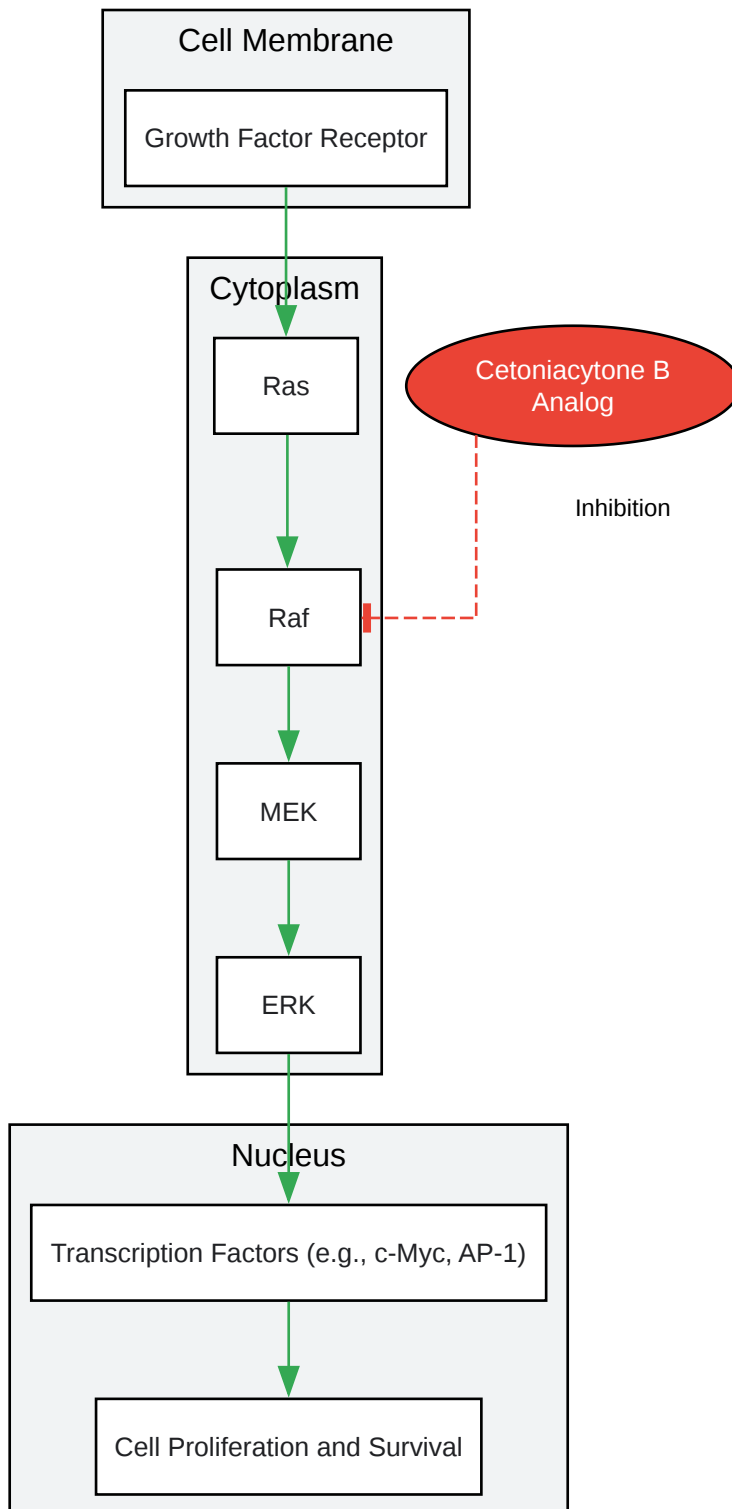 Cell Membrane
Growth Factor Receptor
Cytoplasm
Ras
Cetoniacytone B
Analog
Inhibition
Raf
MEK
ERK
Nucleus
Transcription Factors (e.g., c-Myc, AP-1)
Cell Proliferation and Survival